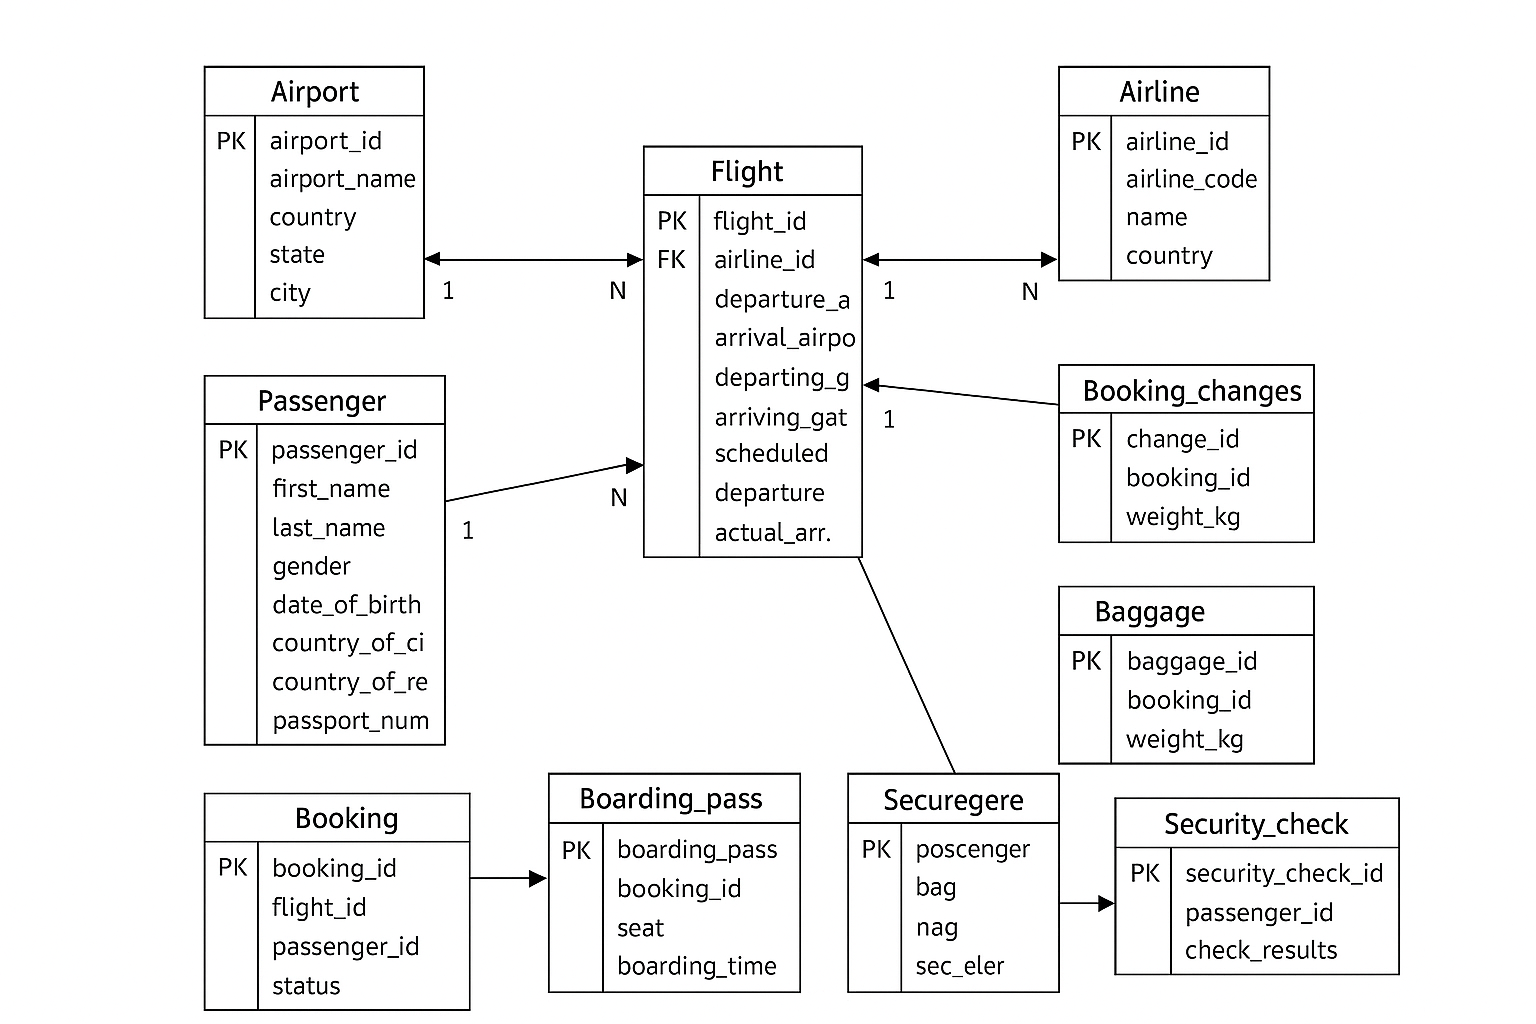 Airport
PK airport_id
airport_name
country
state
city
Flight
PK flight_id
FK airline_id
departure_a
arrival_airpo
departing_g
arriving_gat
scheduled
departure
actual_arr.
Airline
PK airline_id
airline_code
name
country
1 N
1 N
Passenger
PK passenger_id
first_name
last_name
gender
date_of_birth
country_of_ci
country_of_re
passport_num
1 N
Booking_changes
PK change_id
booking_id
weight_kg
1
Baggage
PK baggage_id
booking_id
weight_kg
Booking
PK booking_id
flight_id
passenger_id
status
Boarding_pass
PK boarding_pass
booking_id
seat
boarding_time
Securegere
PK poscenger
bag
nag
sec_eler
Security_check
PK security_check_id
passenger_id
check_results